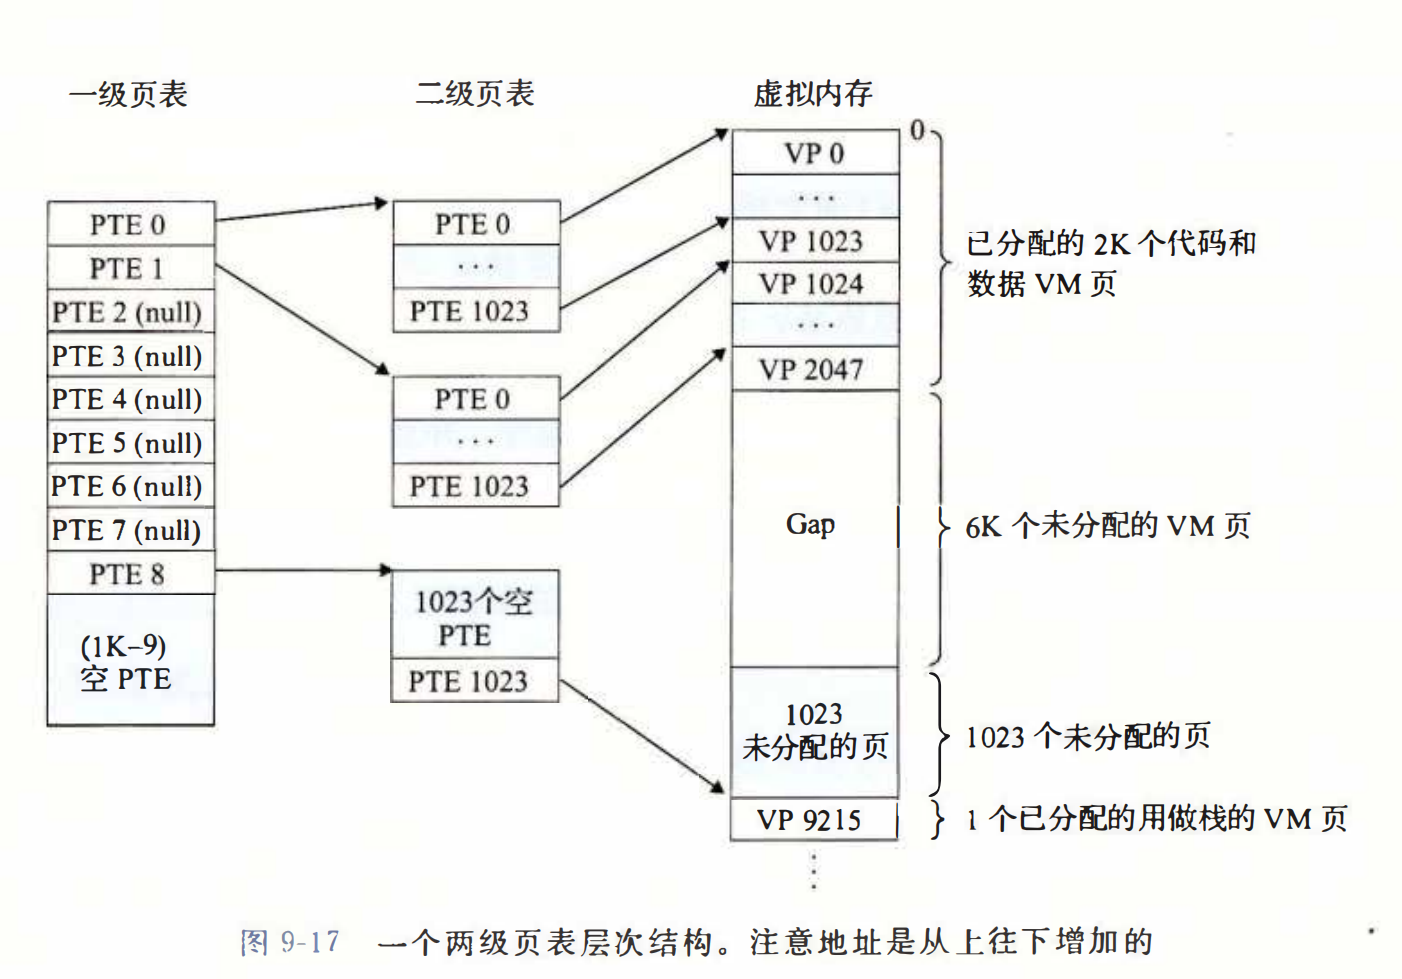 一级页表
二级页表
虚拟内存
PTE 0
PTE 1
PTE 2 (null)
PTE 3 (null)
PTE 4 (null)
PTE 5 (null)
PTE 6 (null)
PTE 7 (null)
PTE 8
(1K–9)
空 PTE
PTE 0
...
PTE 1023
PTE 0
...
PTE 1023
1023个空
PTE
PTE 1023
0
VP 0
...
VP 1023
VP 1024
...
VP 2047
Gap
1023
未分配的页
VP 9215
已分配的 2K 个代码和
数据 VM 页
6K 个未分配的 VM 页
1023 个未分配的页
1 个已分配的用做栈的 VM 页
图 9-17 一个两级页表层次结构。注意地址是从上往下增加的